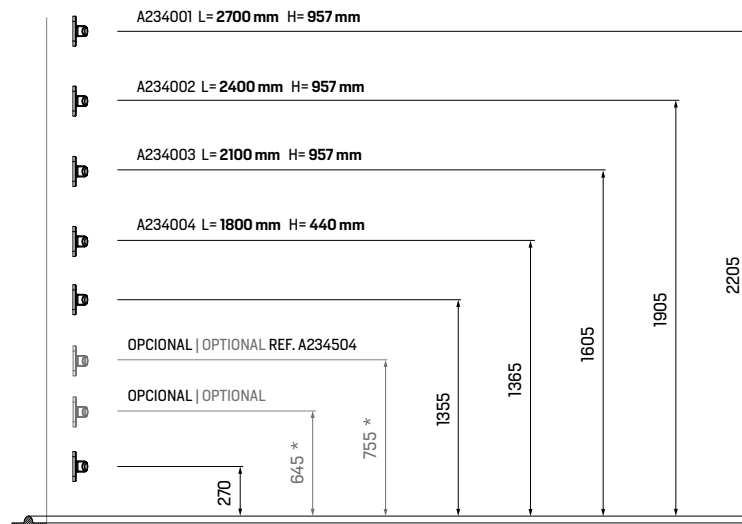 A234001 L= 2700 mm H= 957 mm
A234002 L= 2400 mm H= 957 mm
A234003 L= 2100 mm H= 957 mm
A234004 L= 1800 mm H= 440 mm
OPCIONAL | OPTIONAL REF. A234504
OPCIONAL | OPTIONAL
270
645 *
755 *
1355
1365
1605
1905
2205